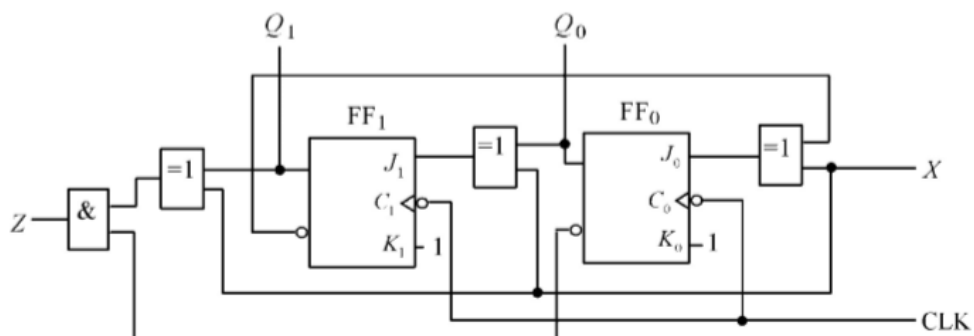 Q1 Q0
FF1 FF0
=1 J1 =1 J0 =1 X
Z & C1 C0
K1 1 K0 1
CLK